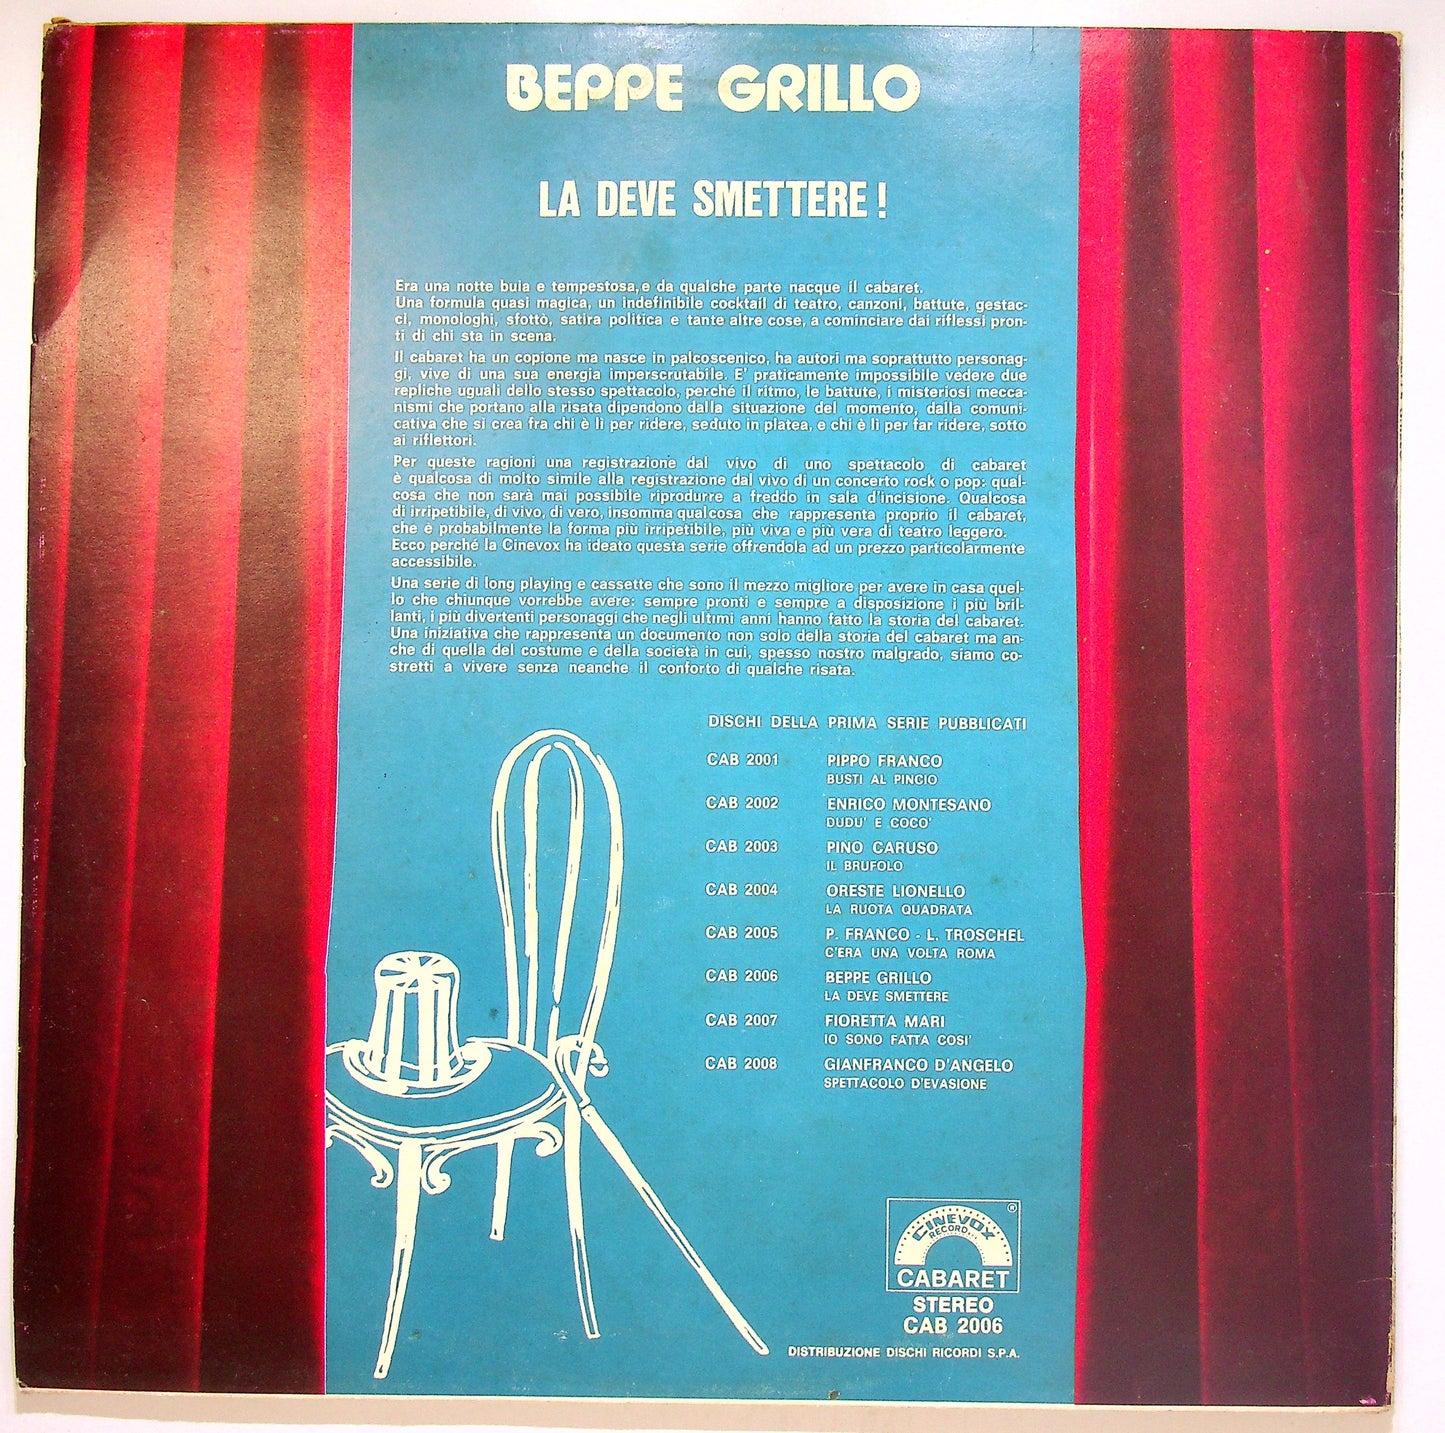 BEPPE GRILLO
LA DEVE SMETTERE!
Era una notte buia e tempestosa, e da qualche parte nacque il cabaret.
Una formula quasi magica, un indefinibile cocktail di teatro, canzoni, battute, gestac-
ci, monologhi, sfottò, satira politica e tante altre cose, a cominciare dai riflessi pron-
ti di chi sta in scena.
Il cabaret ha un copione ma nasce in palcoscenico, ha autori ma soprattutto personag-
gi, vive di una sua energia imperscrutabile. E' praticamente impossibile vedere due
repliche uguali dello stesso spettacolo, perché il ritmo, le battute, i misteriosi mecca-
nismi che portano alla risata dipendono dalla situazione del momento, dalla comuni-
cativa che si crea fra chi è lì per ridere, seduto in platea, e chi è lì per far ridere, sotto
ai riflettori.
Per queste ragioni una registrazione dal vivo di uno spettacolo di cabaret
è qualcosa di molto simile alla registrazione dal vivo di un concerto rock o pop: qual-
cosa che non sarà mai possibile riprodurre a freddo in sala d'incisione. Qualcosa
di irripetibile, di vivo, di vero, insomma qualcosa che rappresenta proprio il cabaret,
che è probabilmente la forma più irripetibile, più viva e più vera di teatro leggero.
Ecco perché la Cinevox ha ideato questa serie offrendola ad un prezzo particolarmente
accessibile.
Una serie di long playing e cassette che sono il mezzo migliore per avere in casa quel-
lo che chiunque vorrebbe avere: sempre pronti e sempre a disposizione i più bril-
lanti, i più divertenti personaggi che negli ultimi anni hanno fatto la storia del cabaret.
Una iniziativa che rappresenta un documento non solo della storia del cabaret ma an-
che di quella del costume e della società in cui, spesso nostro malgrado, siamo co-
stretti a vivere senza neanche il conforto di qualche risata.
DISCHI DELLA PRIMA SERIE PUBBLICATI
CAB 2001 PIPPO FRANCO
BUSTI AL PINCIO
CAB 2002 ENRICO MONTESANO
DUDU' E COCO'
CAB 2003 PINO CARUSO
IL BRUFOLO
CAB 2004 ORESTE LIONELLO
LA RUOTA QUADRATA
CAB 2005 P. FRANCO - L. TROSCHEL
C'ERA UNA VOLTA ROMA
CAB 2006 BEPPE GRILLO
LA DEVE SMETTERE
CAB 2007 FIORETTA MARI
IO SONO FATTA COSI'
CAB 2008 GIANFRANCO D'ANGELO
SPETTACOLO D'EVASIONE
®
CINEVOX
RECORD
CABARET
STEREO
CAB 2006
DISTRIBUZIONE DISCHI RICORDI S.P.A.